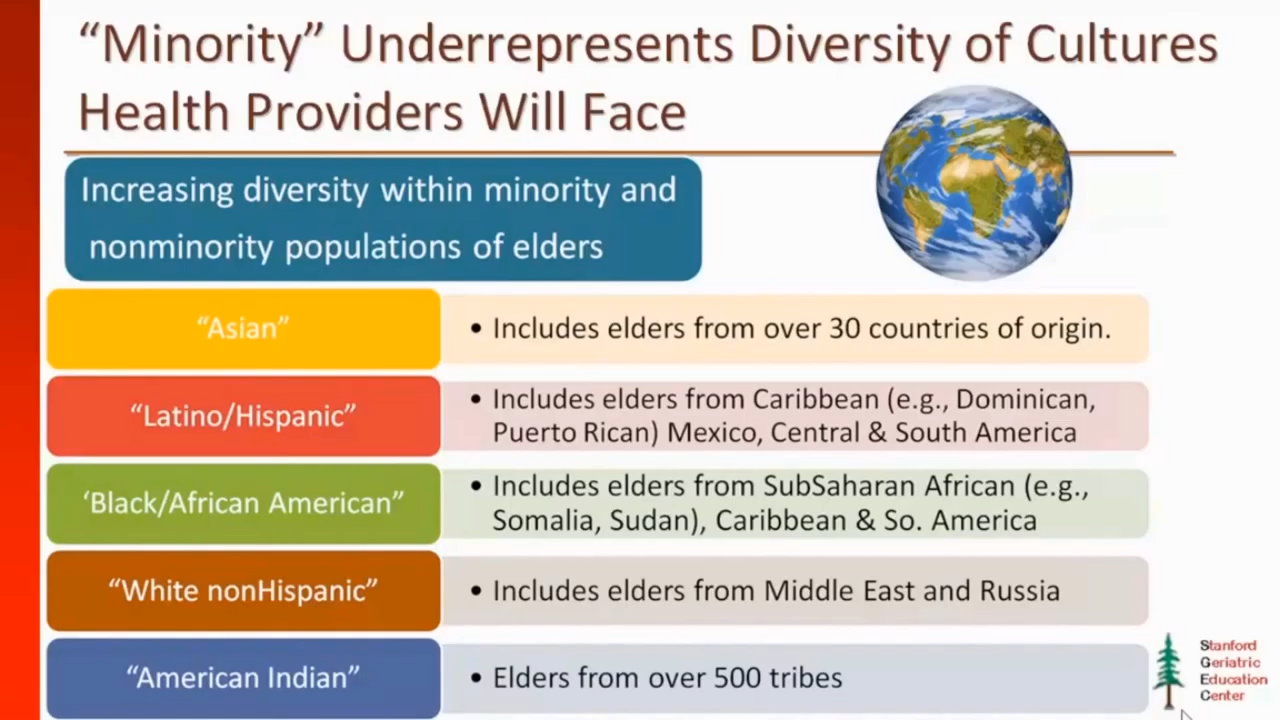 “Minority” Underrepresents Diversity of Cultures
Health Providers Will Face
Increasing diversity within minority and
nonminority populations of elders
“Asian”
• Includes elders from over 30 countries of origin.
“Latino/Hispanic”
• Includes elders from Caribbean (e.g., Dominican,
Puerto Rican) Mexico, Central & South America
‘Black/African American”
• Includes elders from SubSaharan African (e.g.,
Somalia, Sudan), Caribbean & So. America
“White nonHispanic”
• Includes elders from Middle East and Russia
“American Indian”
• Elders from over 500 tribes
Stanford
Geriatric
Education
Center